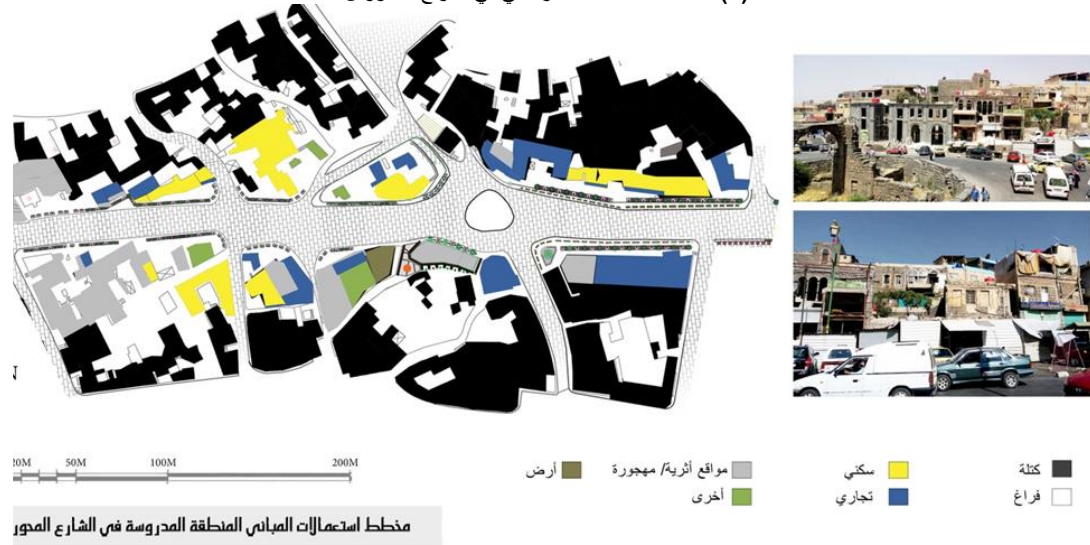 كتلة
سكني
مواقع أثرية/ مهجورة
أرض
فراغ
تجاري
أخرى
20M 50M 100M 200M
مخطط استعمالات المباني المنطقة المدروسة في الشارع المحور
N